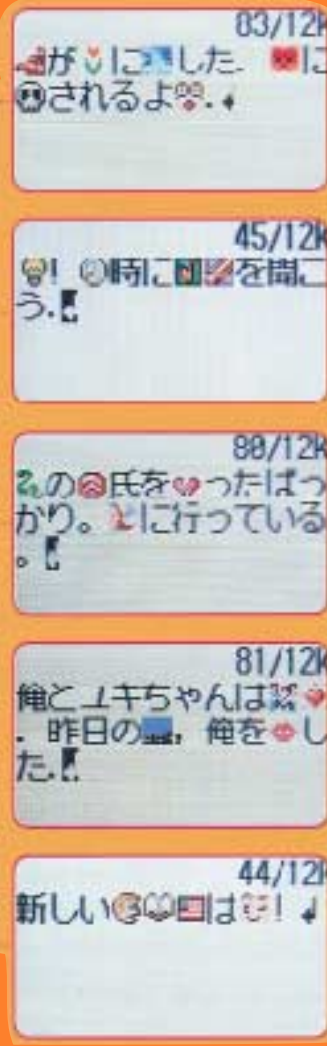 83/12K
がにした. に
されるよ.
45/12K
! 時にを聞こ
う.
80/12K
の氏をったばっ
かり。に行っている
。
81/12K
俺とユキちゃんは
. 昨日の, 俺をし
た.
44/12K
新しいは!